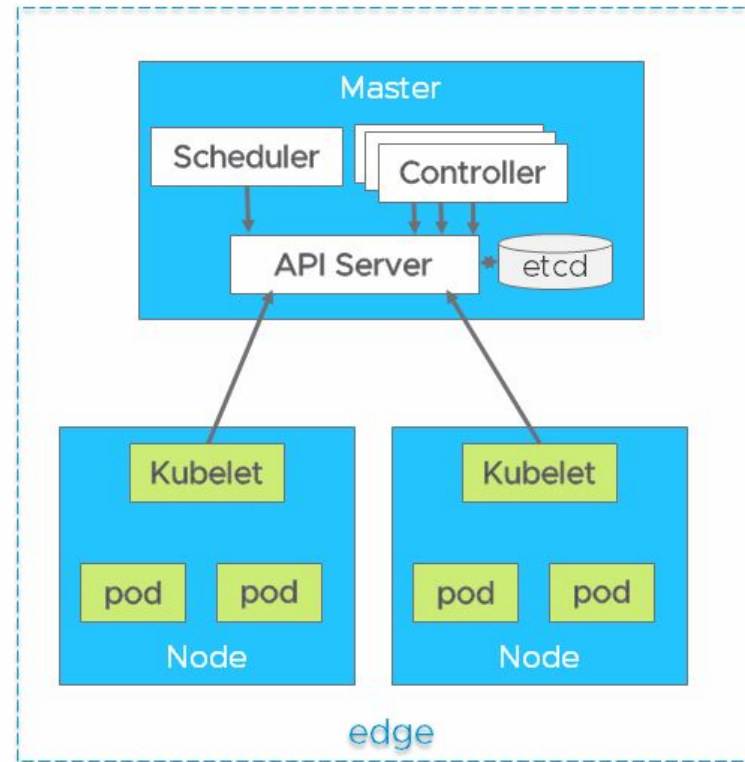 Master
Scheduler
Controller
API Server
etcd
Kubelet
Kubelet
pod
pod
pod
pod
Node
Node
edge